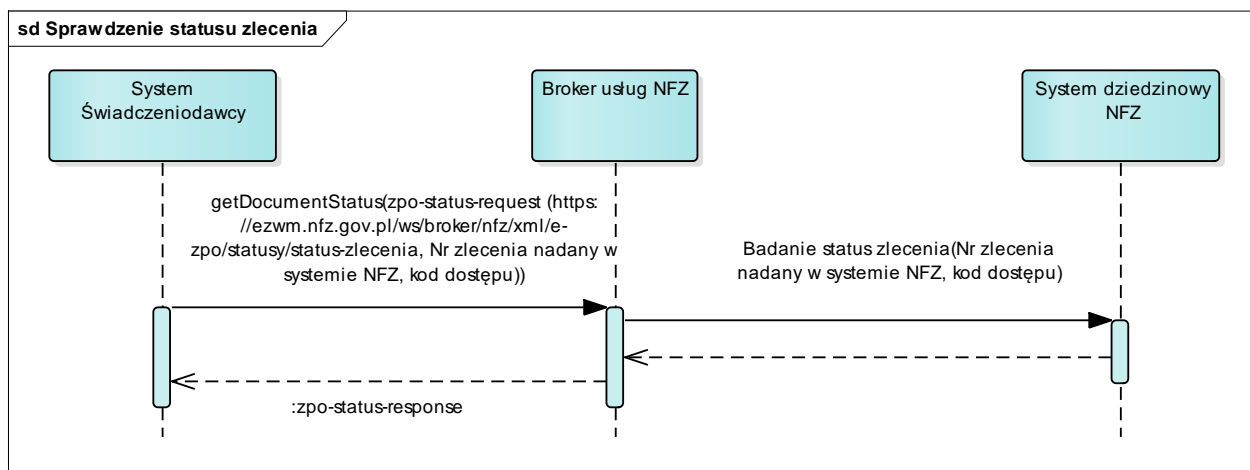 sd Sprawdzenie statusu zlecenia
System
Świadczeniodawcy
Broker usług NFZ
System dziedzinowy
NFZ
getDocumentStatus(zpo-status-request (https:
//ezwm.nfz.gov.pl/ws/broker/nfz/xml/e-
zpo/statusy/status-zlecenia, Nr zlecenia nadany w
systemie NFZ, kod dostępu))
Badanie status zlecenia(Nr zlecenia
nadany w systemie NFZ, kod dostępu)
:zpo-status-response